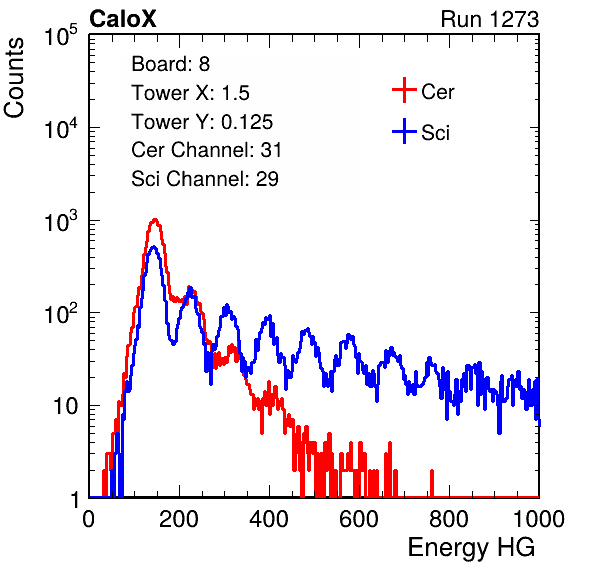 CaloX Run 1273
Counts
Board: 8
Tower X: 1.5
Tower Y: 0.125
Cer Channel: 31
Sci Channel: 29
Cer
Sci
10^5
10^4
10^3
10^2
10
1
0 200 400 600 800 1000
Energy HG